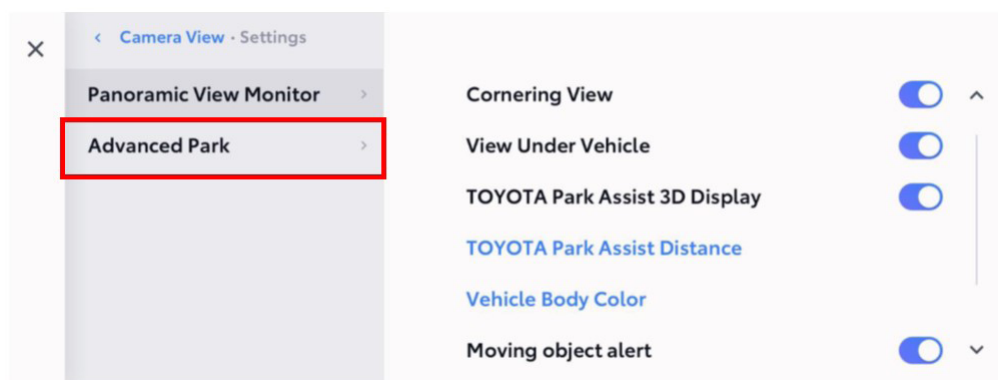 Camera View · Settings
Panoramic View Monitor
Advanced Park
Cornering View
View Under Vehicle
TOYOTA Park Assist 3D Display
TOYOTA Park Assist Distance
Vehicle Body Color
Moving object alert